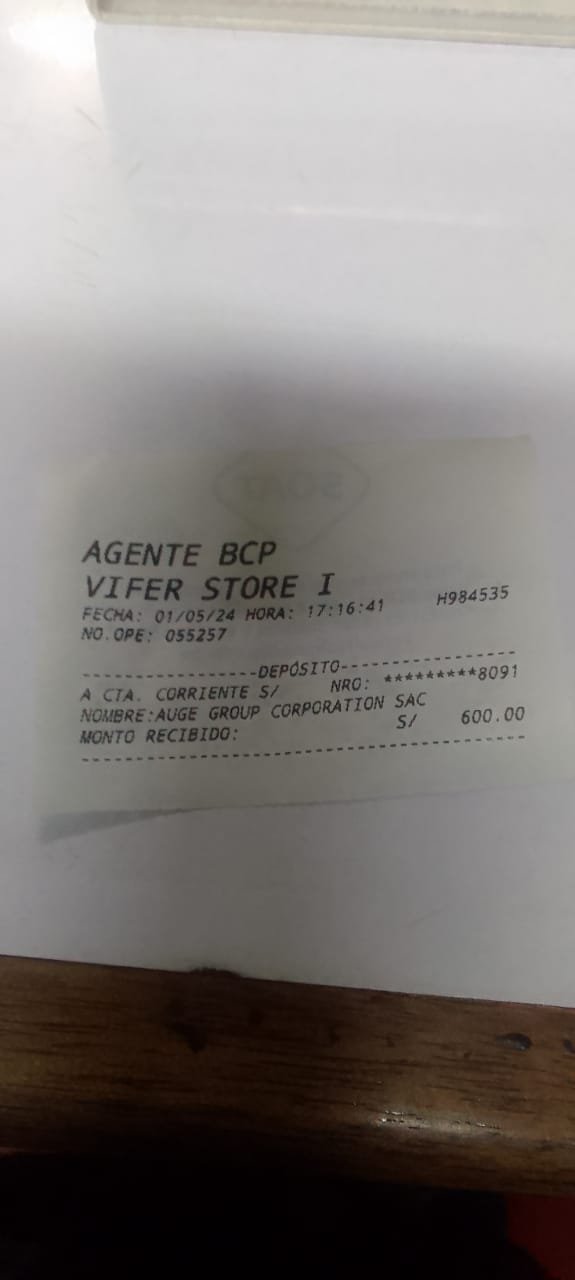 AGENTE BCP
VIFER STORE I
FECHA: 01/05/24 HORA: 17:16:41 H984535
NO.OPE: 055257
-----------------DEPÓSITO-----------------
A CTA. CORRIENTE S/ NRO: *********8091
NOMBRE:AUGE GROUP CORPORATION SAC
MONTO RECIBIDO: S/ 600.00
--------------------------------------------
SOAT